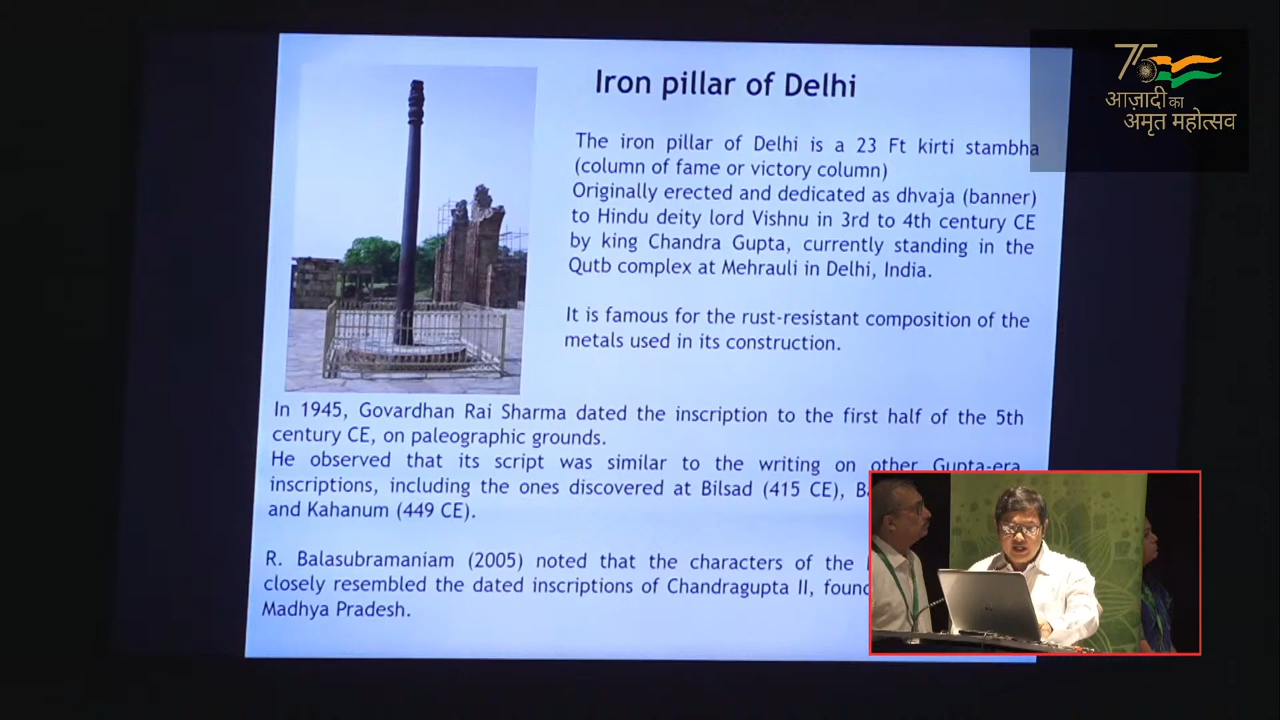 Iron pillar of Delhi
75
आज़ादी का
अमृत महोत्सव
The iron pillar of Delhi is a 23 Ft kirti stambha
(column of fame or victory column)
Originally erected and dedicated as dhvaja (banner)
to Hindu deity lord Vishnu in 3rd to 4th century CE
by king Chandra Gupta, currently standing in the
Qutb complex at Mehrauli in Delhi, India.
It is famous for the rust-resistant composition of the
metals used in its construction.
In 1945, Govardhan Rai Sharma dated the inscription to the first half of the 5th
century CE, on paleographic grounds.
He observed that its script was similar to the writing on other Gupta-era
inscriptions, including the ones discovered at Bilsad (415 CE),
and Kahanum (449 CE).
R. Balasubramaniam (2005) noted that the characters of the
closely resembled the dated inscriptions of Chandragupta II,
Madhya Pradesh.